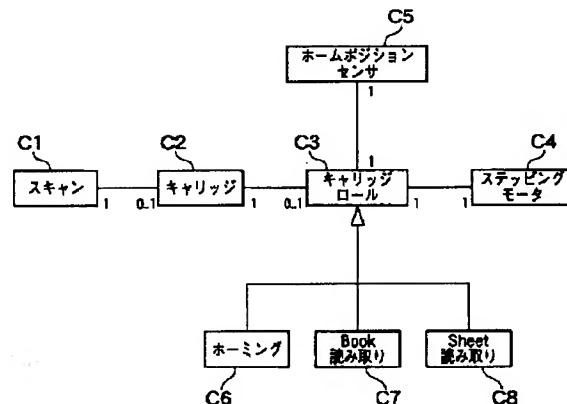 C5
ホームポジション
センサ
1
C1
C2
C3
C4
1
スキャン
キャリッジ
キャリッジ
ロール
ステッピング
モータ
1
0..1
1
0..1
1
1
ホーミング
Book
読み取り
Sheet
読み取り
C6
C7
C8